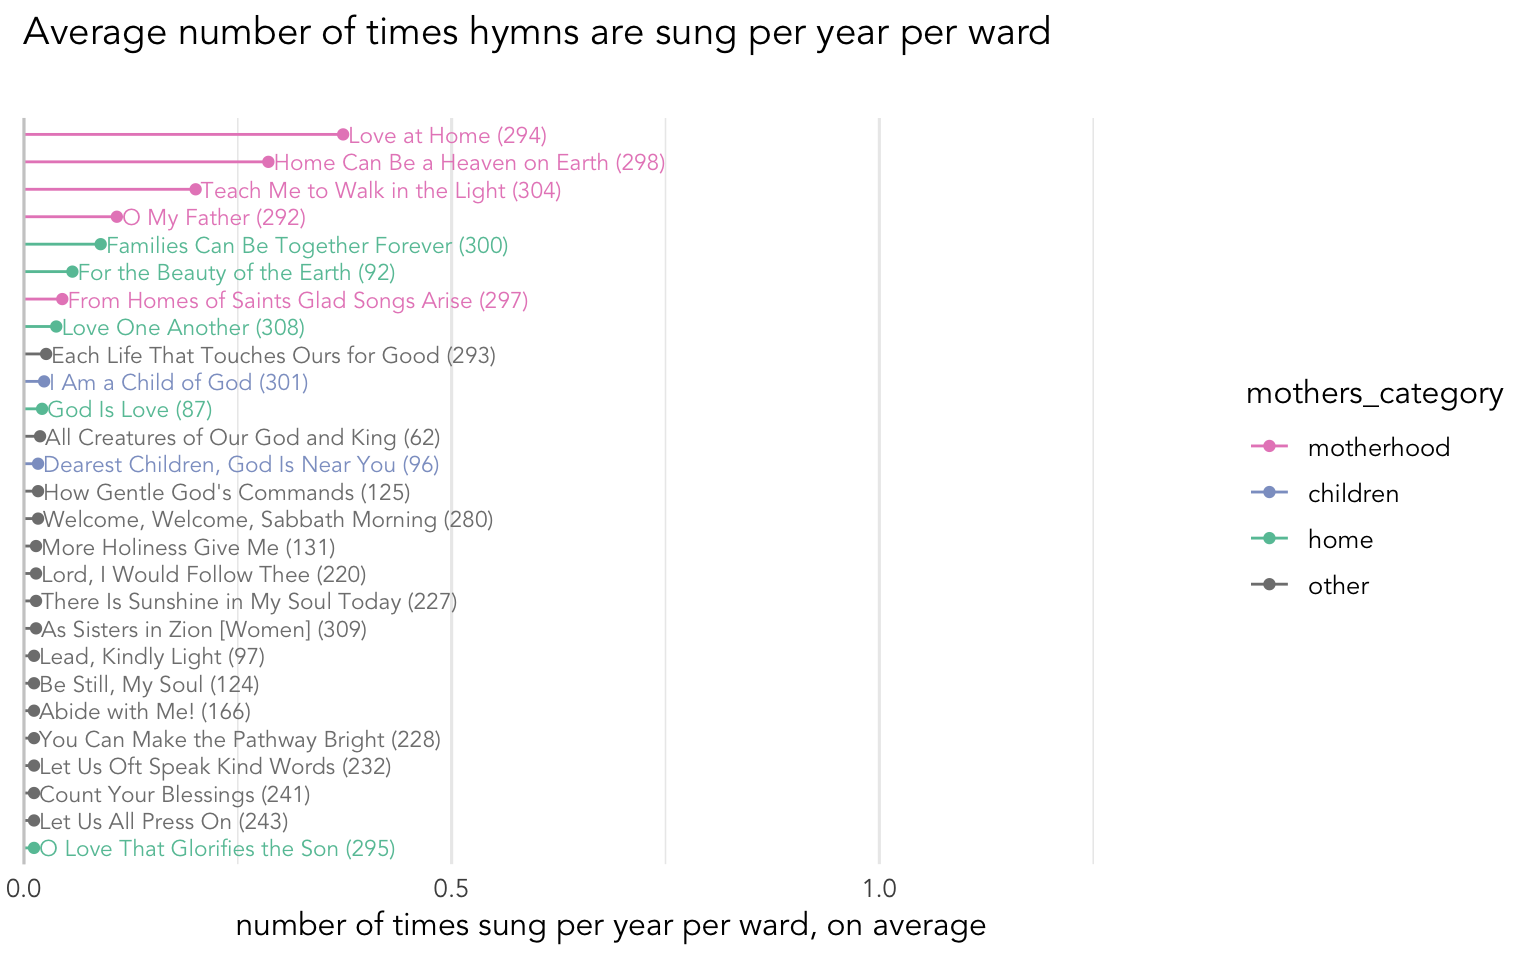 Average number of times hymns are sung per year per ward
Love at Home (294)
Home Can Be a Heaven on Earth (298)
Teach Me to Walk in the Light (304)
O My Father (292)
Families Can Be Together Forever (300)
For the Beauty of the Earth (92)
From Homes of Saints Glad Songs Arise (297)
Love One Another (308)
Each Life That Touches Ours for Good (293)
I Am a Child of God (301)
God Is Love (87)
All Creatures of Our God and King (62)
Dearest Children, God Is Near You (96)
How Gentle God's Commands (125)
Welcome, Welcome, Sabbath Morning (280)
More Holiness Give Me (131)
Lord, I Would Follow Thee (220)
There Is Sunshine in My Soul Today (227)
As Sisters in Zion [Women] (309)
Lead, Kindly Light (97)
Be Still, My Soul (124)
Abide with Me! (166)
You Can Make the Pathway Bright (228)
Let Us Oft Speak Kind Words (232)
Count Your Blessings (241)
Let Us All Press On (243)
O Love That Glorifies the Son (295)
0.0 0.5 1.0
number of times sung per year per ward, on average
mothers_category
motherhood
children
home
other